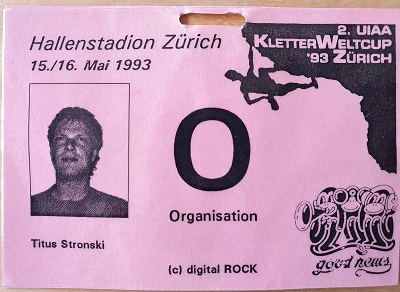 Hallenstadion Zürich
15./16. Mai 1993
2. UIAA
KLETTERWELTCUP
'93 ZÜRICH
O
Organisation
Titus Stronski
(c) digital ROCK
good news